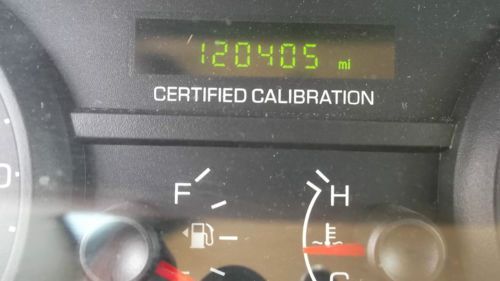 120405 mi
CERTIFIED CALIBRATION
F H